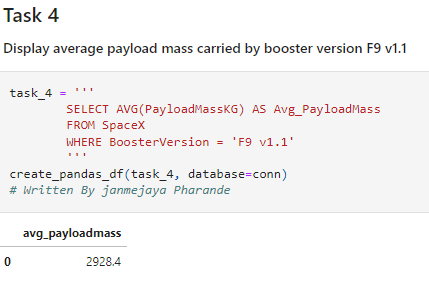 Task 4
Display average payload mass carried by booster version F9 v1.1
task_4 = '''
SELECT AVG(PayloadMassKG) AS Avg_PayloadMass
FROM SpaceX
WHERE BoosterVersion = 'F9 v1.1'
'''
create_pandas_df(task_4, database=conn)
# Written By janmejaya Pharande
avg_payloadmass
0 2928.4